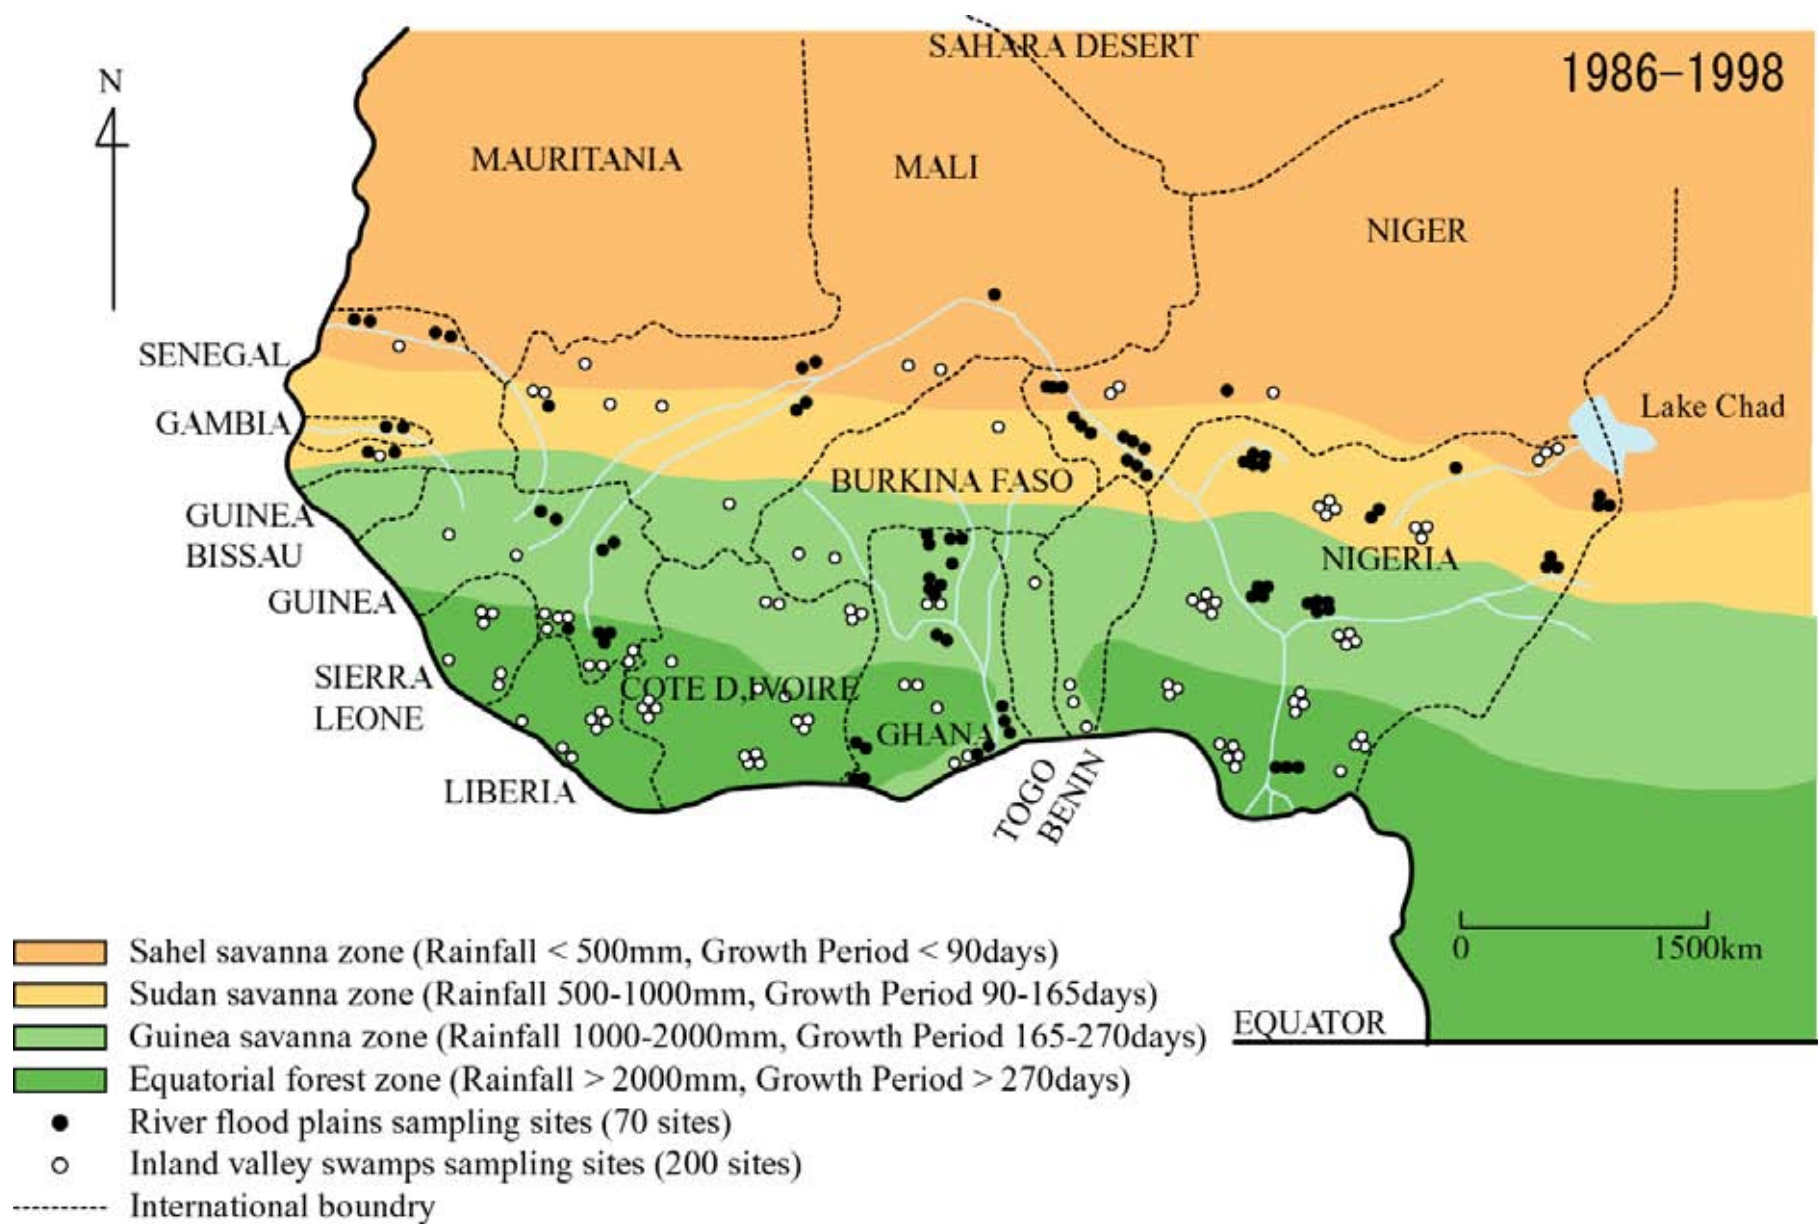 SAHARA DESERT
1986-1998
N
MAURITANIA
MALI
NIGER
SENEGAL
Lake Chad
GAMBIA
BURKINA FASO
GUINEA
BISSAU
NIGERIA
GUINEA
SIERRA
LEONE
COTE D,IVOIRE
GHANA
LIBERIA
TOGO
BENIN
0 1500km
EQUATOR
Sahel savanna zone (Rainfall < 500mm, Growth Period < 90days)
Sudan savanna zone (Rainfall 500-1000mm, Growth Period 90-165days)
Guinea savanna zone (Rainfall 1000-2000mm, Growth Period 165-270days)
Equatorial forest zone (Rainfall > 2000mm, Growth Period > 270days)
River flood plains sampling sites (70 sites)
Inland valley swamps sampling sites (200 sites)
International boundry